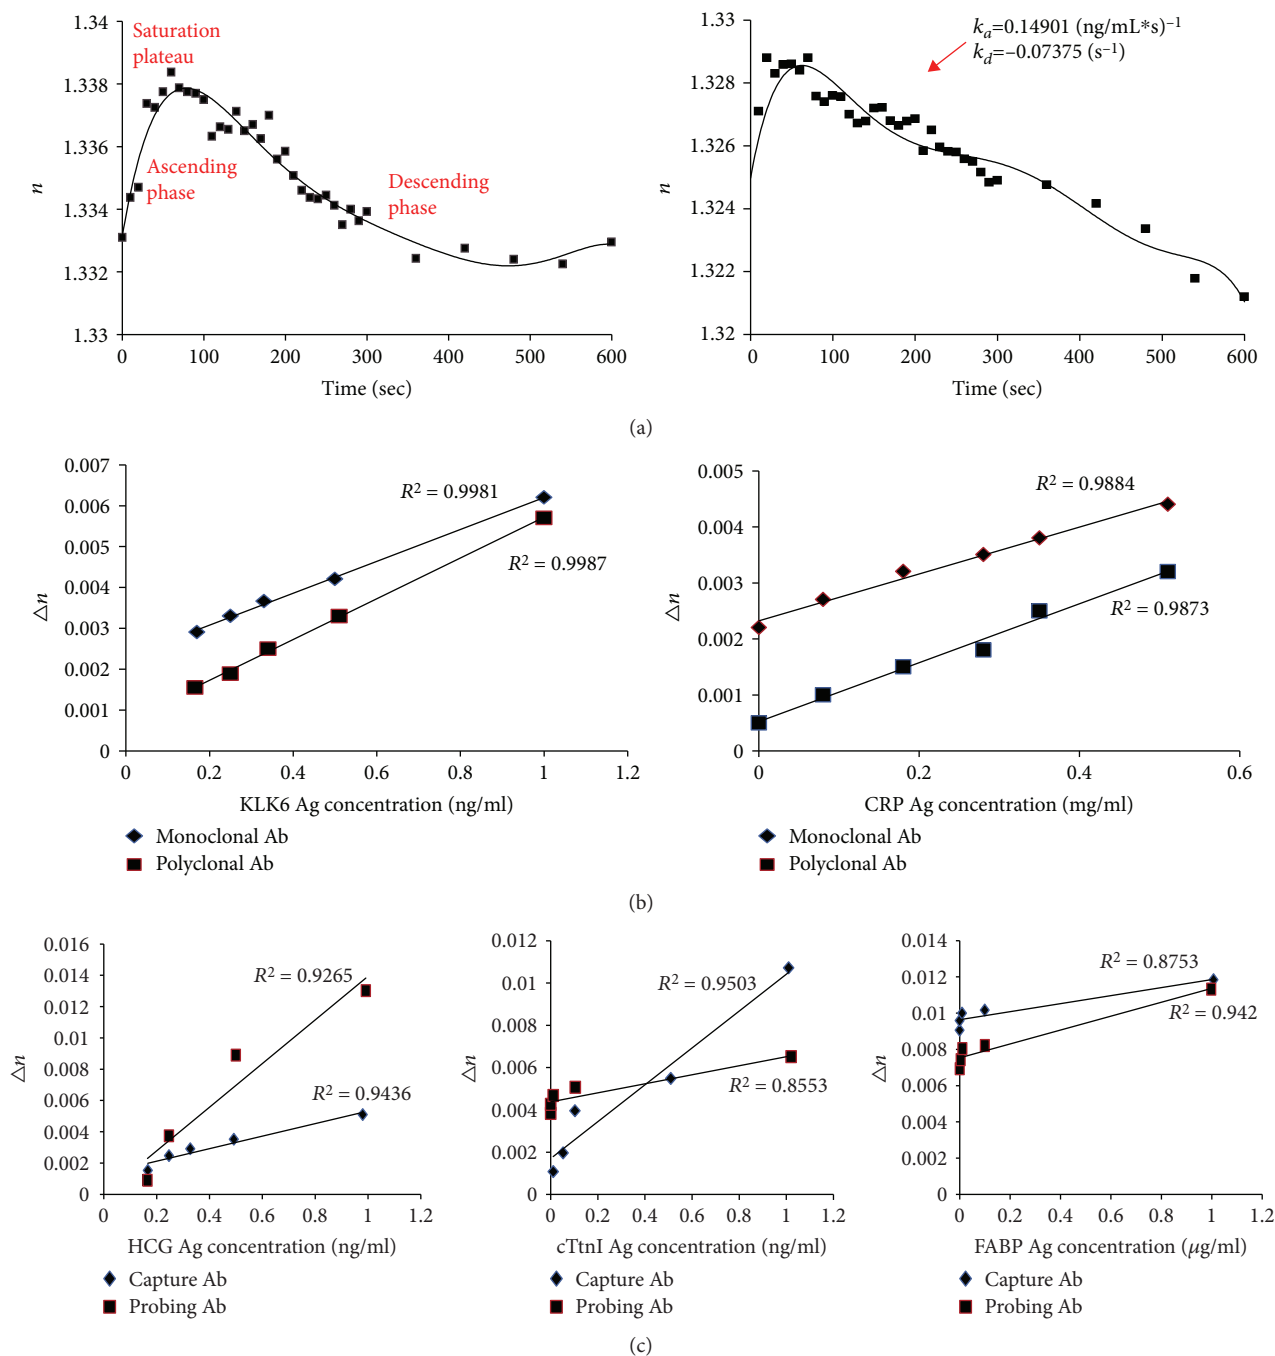 1.34
1.338
1.336
1.334
1.332
1.33
n
Saturation
plateau
Ascending
phase
Descending
phase
0 100 200 300 400 500 600
Time (sec)
1.33
1.328
1.326
1.324
1.322
1.32
n
kₐ=0.14901 (ng/mL*s)⁻¹
k_d=–0.07375 (s⁻¹)
0 100 200 300 400 500 600
Time (sec)
(a)
0.007
0.006
0.005
0.004
0.003
0.002
0.001
0
△n
R² = 0.9981
R² = 0.9987
0 0.2 0.4 0.6 0.8 1 1.2
KLK6 Ag concentration (ng/ml)
Monoclonal Ab
Polyclonal Ab
0.005
0.004
0.003
0.002
0.001
0
△n
R² = 0.9884
R² = 0.9873
0 0.2 0.4 0.6
CRP Ag concentration (mg/ml)
Monoclonal Ab
Polyclonal Ab
(b)
0.016
0.014
0.012
0.01
0.008
0.006
0.004
0.002
0
△n
R² = 0.9265
R² = 0.9436
0 0.2 0.4 0.6 0.8 1 1.2
HCG Ag concentration (ng/ml)
Capture Ab
Probing Ab
0.012
0.01
0.008
0.006
0.004
0.002
0
△n
R² = 0.9503
R² = 0.8553
0 0.2 0.4 0.6 0.8 1 1.2
cTtnI Ag concentration (ng/ml)
Capture Ab
Probing Ab
0.014
0.012
0.01
0.008
0.006
0.004
0.002
0
△n
R² = 0.8753
R² = 0.942
0 0.2 0.4 0.6 0.8 1 1.2
FABP Ag concentration (μg/ml)
Capture Ab
Probing Ab
(c)